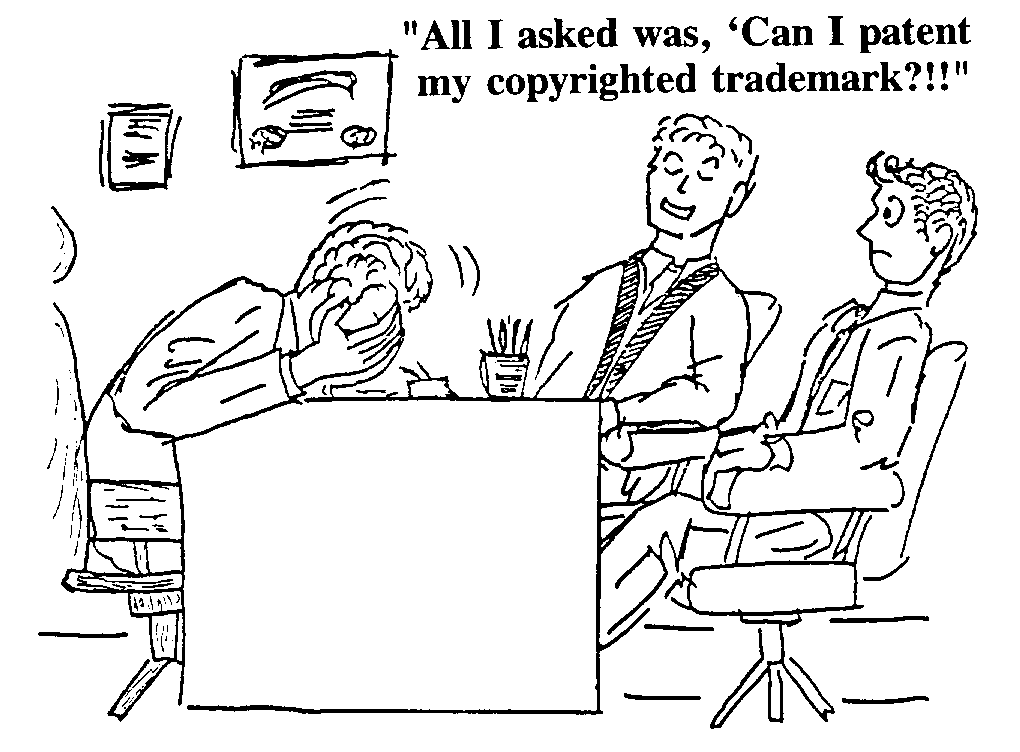 "All I asked was, ‘Can I patent
my copyrighted trademark?!!"